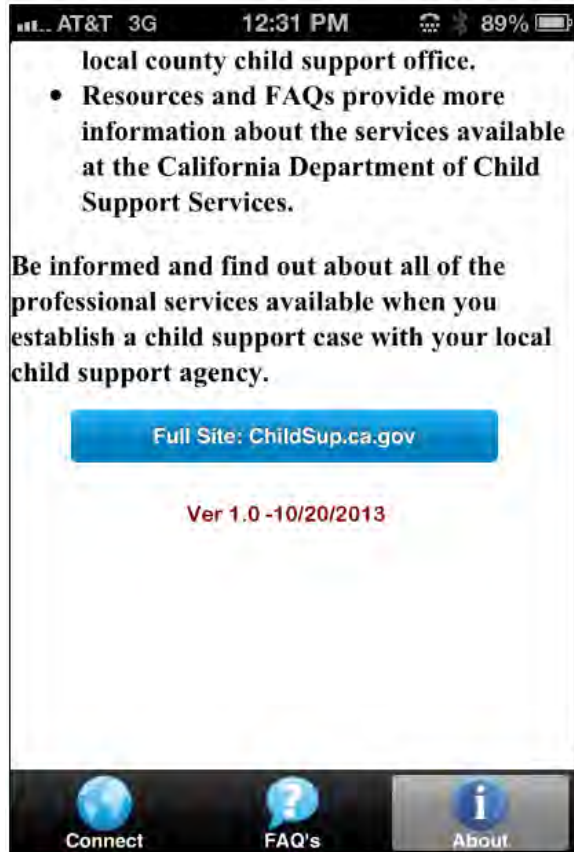 AT&T 3G 12:31 PM 89%
local county child support office.
• Resources and FAQs provide more
information about the services available
at the California Department of Child
Support Services.
Be informed and find out about all of the
professional services available when you
establish a child support case with your local
child support agency.
Full Site: ChildSup.ca.gov
Ver 1.0 -10/20/2013
Connect FAQ's About